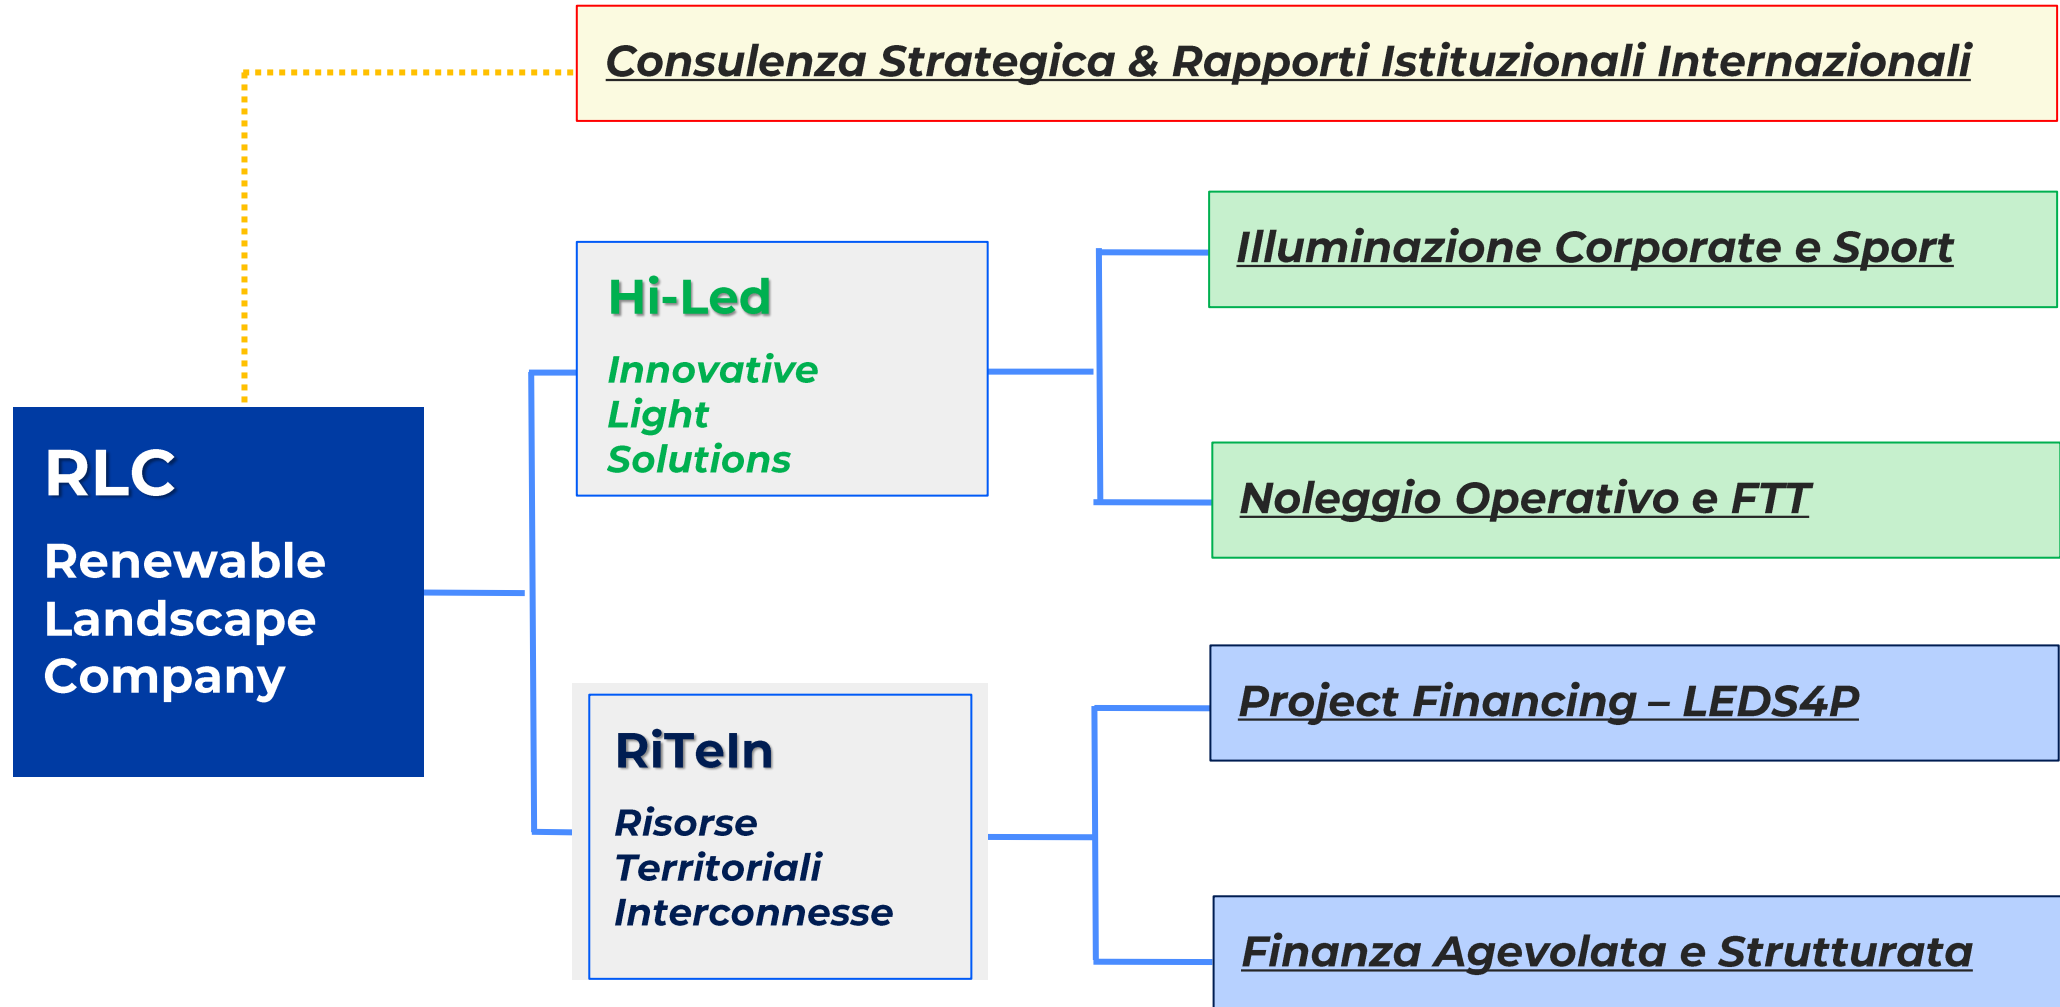 Consulenza Strategica & Rapporti Istituzionali Internazionali
RLC
Renewable
Landscape
Company
Hi-Led
Innovative
Light
Solutions
Illuminazione Corporate e Sport
Noleggio Operativo e FTT
RiTeIn
Risorse
Territoriali
Interconnesse
Project Financing – LEDS4P
Finanza Agevolata e Strutturata